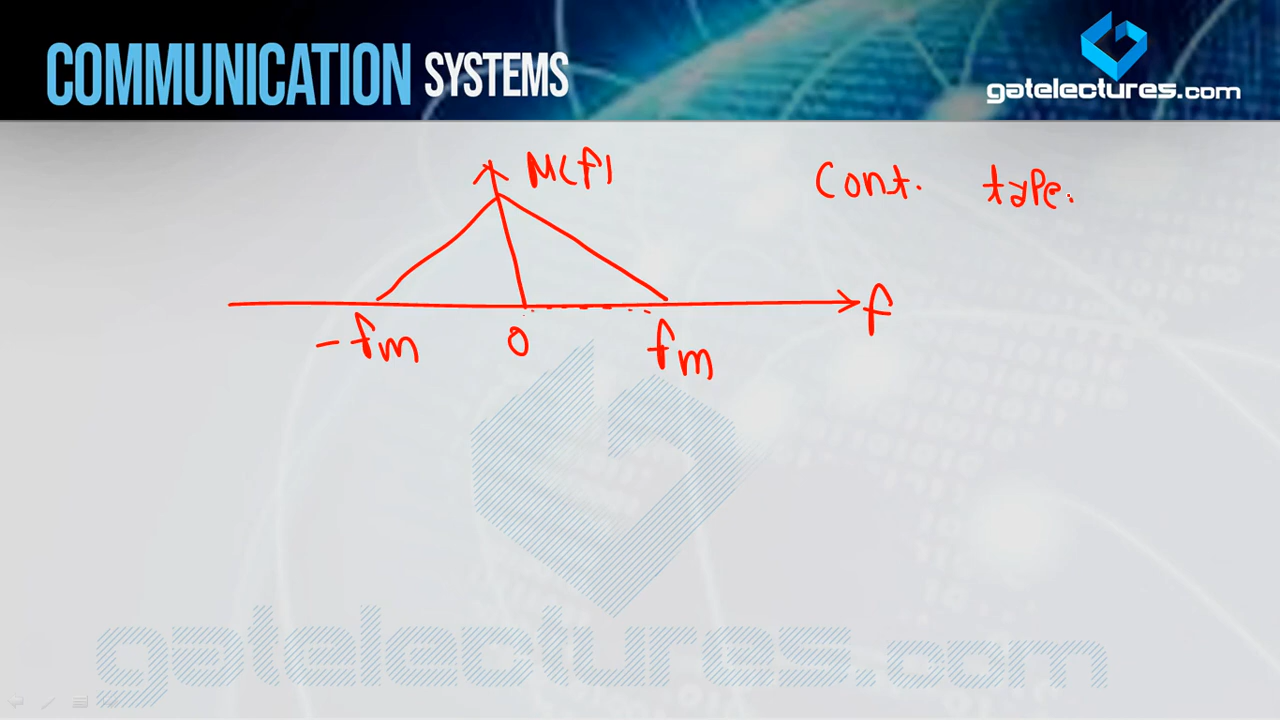 COMMUNICATION SYSTEMS
gatelectures.com
M(f)
Cont. type.
-fm 0 fm f
gatelectures.com